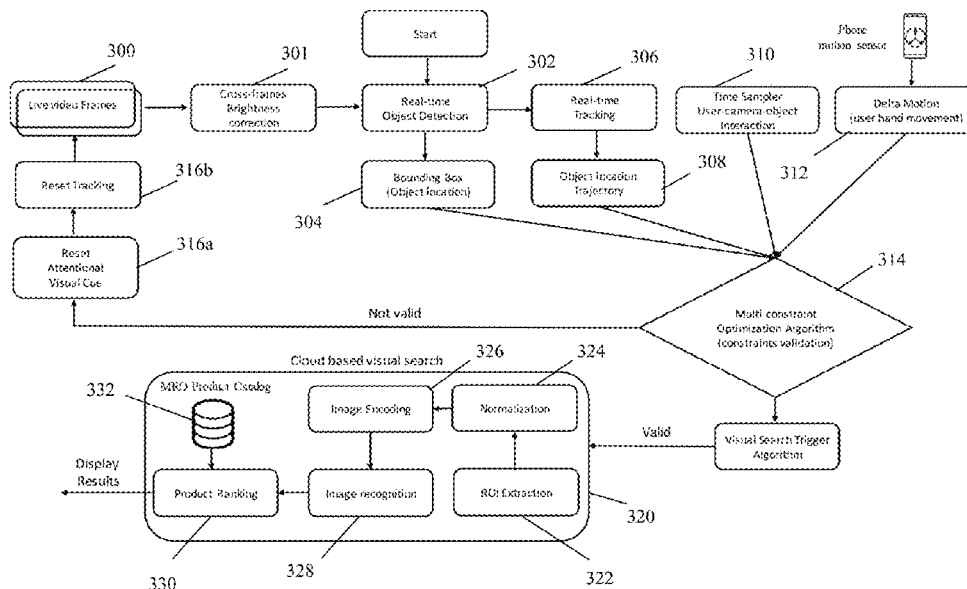 Start
Phone
motion sensor
300
301
302
306
310
Live video Frames
Cross-frames
Brightness
correction
Real-time
Object Detection
Real-time
Tracking
Time Sampler
User-camera-object
Interaction
Delta Motion
(user hand movement)
312
316b
Reset Tracking
304
Bounding Box
(Object location)
Object location
Trajectory
308
316a
Reset
Attentional
Visual Cue
314
Not valid
Multi constraint
Optimization Algorithm
(constraints validation)
Cloud based visual search
326
324
MRO Product Catalog
332
Image Encoding
Normalization
Valid
Visual Search Trigger
Algorithm
Display
Results
Product Ranking
Image recognition
ROI Extraction
320
330
328
322